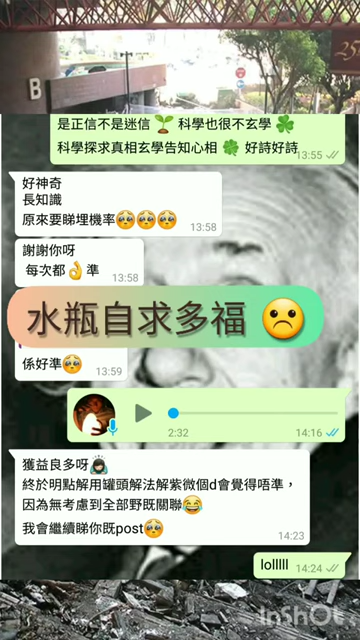 B
是正信不是迷信🌱 科學也很不玄學🍀
科學探求真相玄學告知心相🍀 好詩好詩
13:55
好神奇
長知識
原來要睇埋機率🥺🥺🥺
13:58
謝謝你呀
每次都👌準
13:58
水瓶自求多福 ☹️
係好準🥺
13:59
2:32
14:16
獲益良多呀🙇🏻‍♀️
終於明點解用罐頭解法解紫微個d會覺得唔準，
因為無考慮到全部野既關聯😂
我會繼續睇你既post🥺
14:23
lolllll
14:24
InShOt